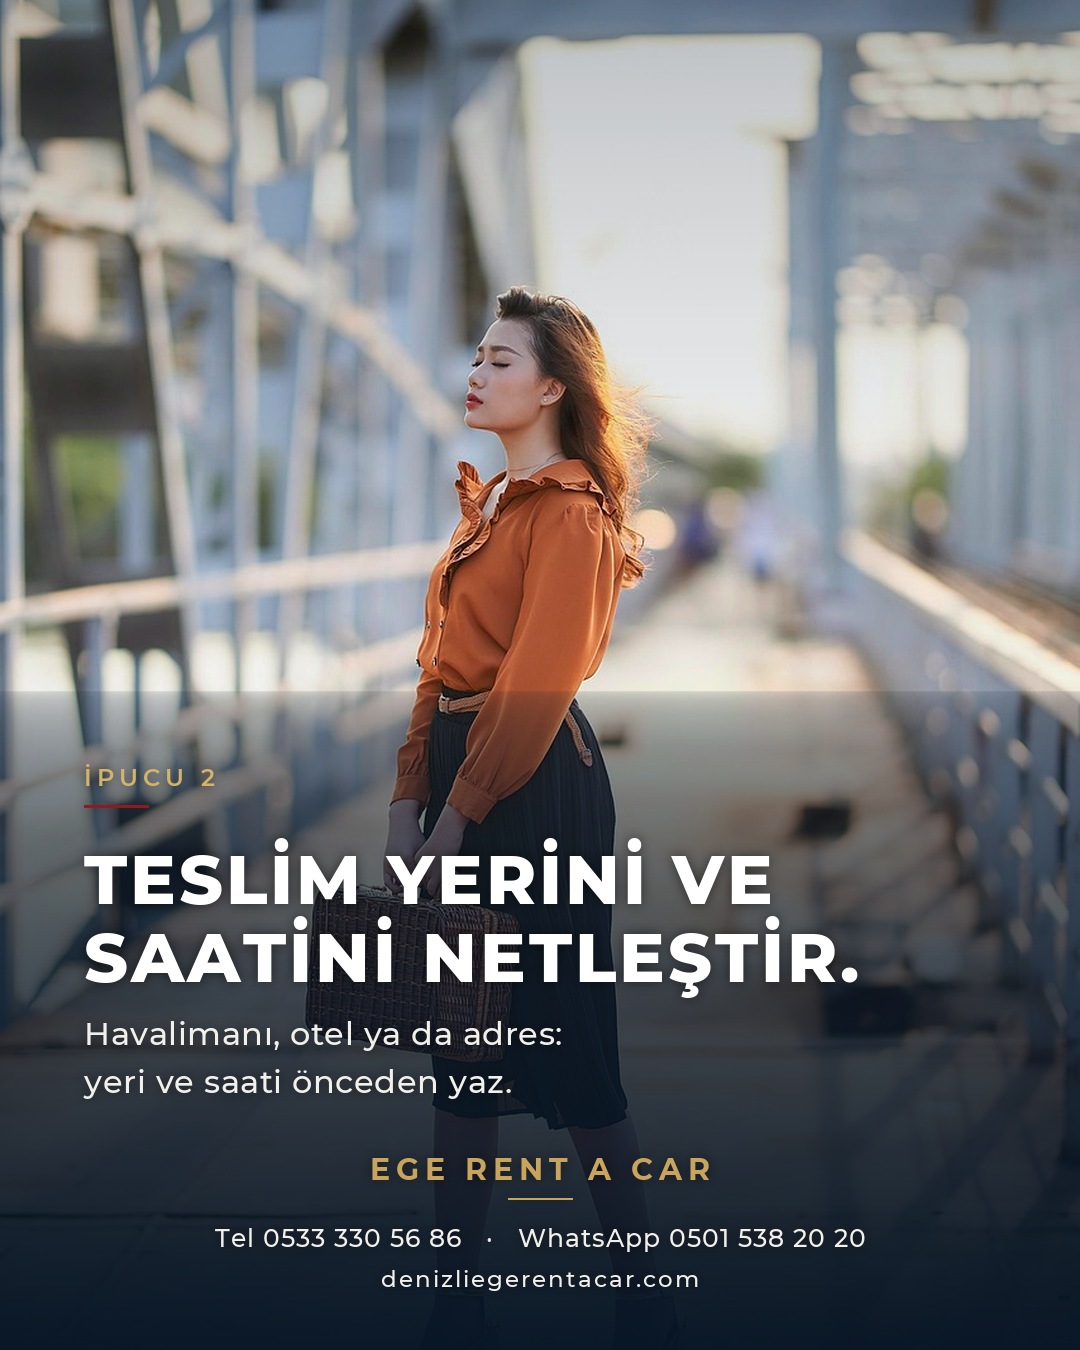 İPUCU 2
TESLİM YERİNİ VE
SAATİNİ NETLEŞTİR.
Havalimanı, otel ya da adres:
yeri ve saati önceden yaz.
EGE RENT A CAR
Tel 0533 330 56 86 · WhatsApp 0501 538 20 20
denizliegerentacar.com